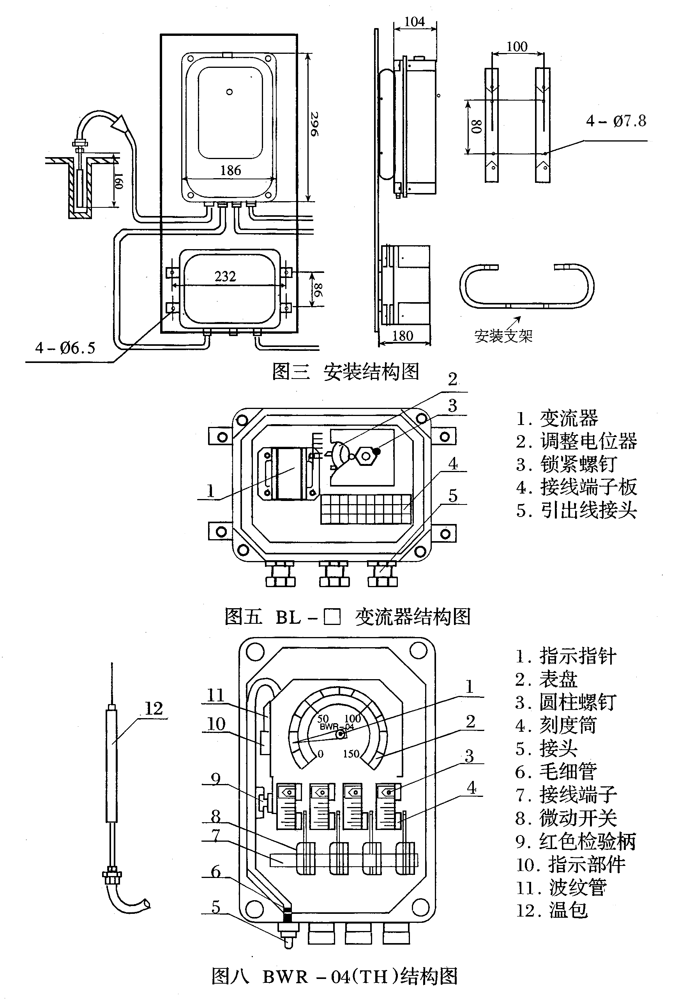 104
100
296
4-Ø7.8
80
186
160
232
86
4-Ø6.5
180
安装支架
图三 安装结构图
2
3
4
1
5
1. 变流器
2. 调整电位器
3. 锁紧螺钉
4. 接线端子板
5. 引出线接头
图五 BL-□ 变流器结构图
12
11
10
9
8
7
6
5
50
100
BWR-04
0
150
1
2
3
4
1. 指示指针
2. 表盘
3. 圆柱螺钉
4. 刻度筒
5. 接头
6. 毛细管
7. 接线端子
8. 微动开关
9. 红色检验柄
10. 指示部件
11. 波纹管
12. 温包
图八 BWR-04(TH)结构图